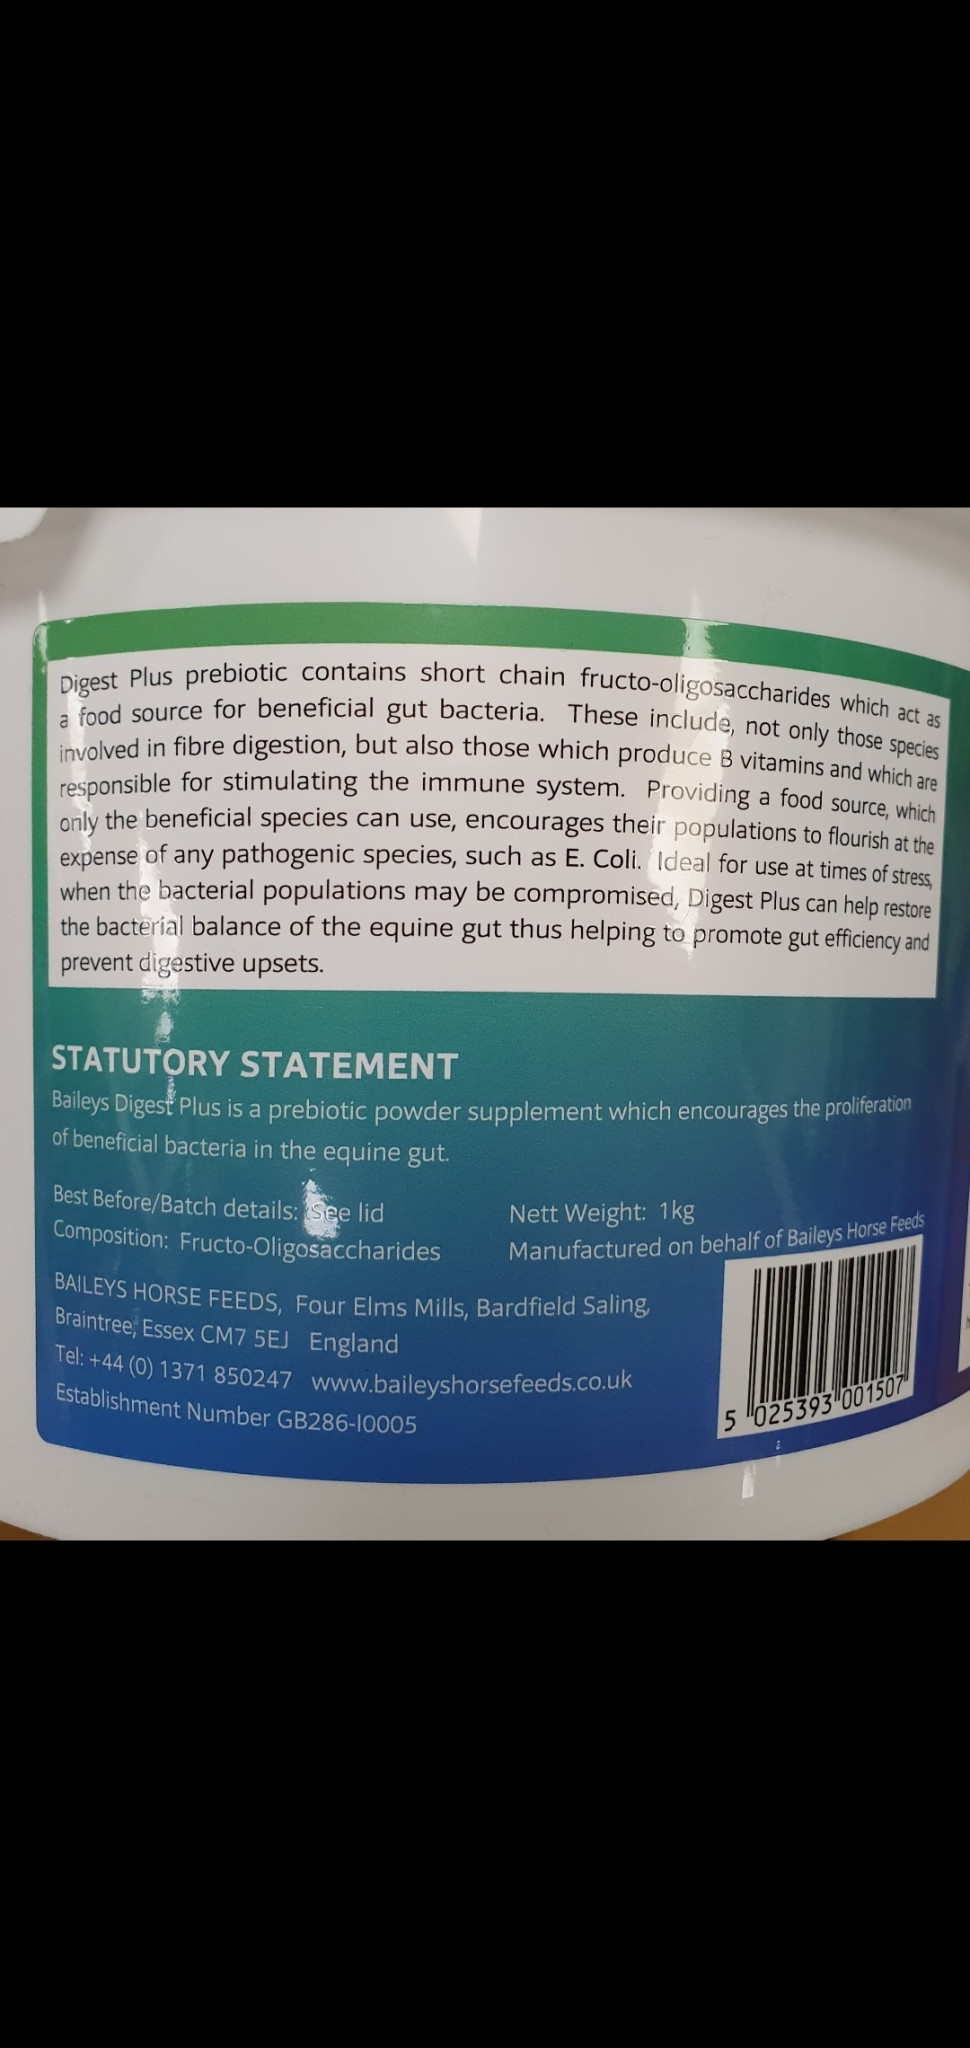 Digest Plus prebiotic contains short chain fructo-oligosaccharides which act as
a food source for beneficial gut bacteria. These include, not only those species
involved in fibre digestion, but also those which produce B vitamins and which are
responsible for stimulating the immune system. Providing a food source, which
only the beneficial species can use, encourages their populations to flourish at the
expense of any pathogenic species, such as E. Coli. Ideal for use at times of stress,
when the bacterial populations may be compromised, Digest Plus can help restore
the bacterial balance of the equine gut thus helping to promote gut efficiency and
prevent digestive upsets.
STATUTORY STATEMENT
Baileys Digest Plus is a prebiotic powder supplement which encourages the proliferation
of beneficial bacteria in the equine gut.
Best Before/Batch details: See lid
Nett Weight: 1kg
Composition: Fructo-Oligosaccharides
Manufactured on behalf of Baileys Horse Feeds
BAILEYS HORSE FEEDS, Four Elms Mills, Bardfield Saling,
Braintree, Essex CM7 5EJ England
Tel: +44 (0) 1371 850247 www.baileyshorsefeeds.co.uk
Establishment Number GB286-I0005
5 025393 001507